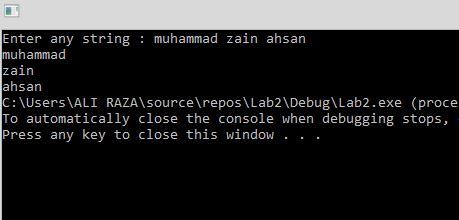 Enter any string : muhammad zain ahsan
muhammad
zain
ahsan
C:\Users\ALI RAZA\source\repos\Lab2\Debug\Lab2.exe (proce
To automatically close the console when debugging stops,
Press any key to close this window . . .